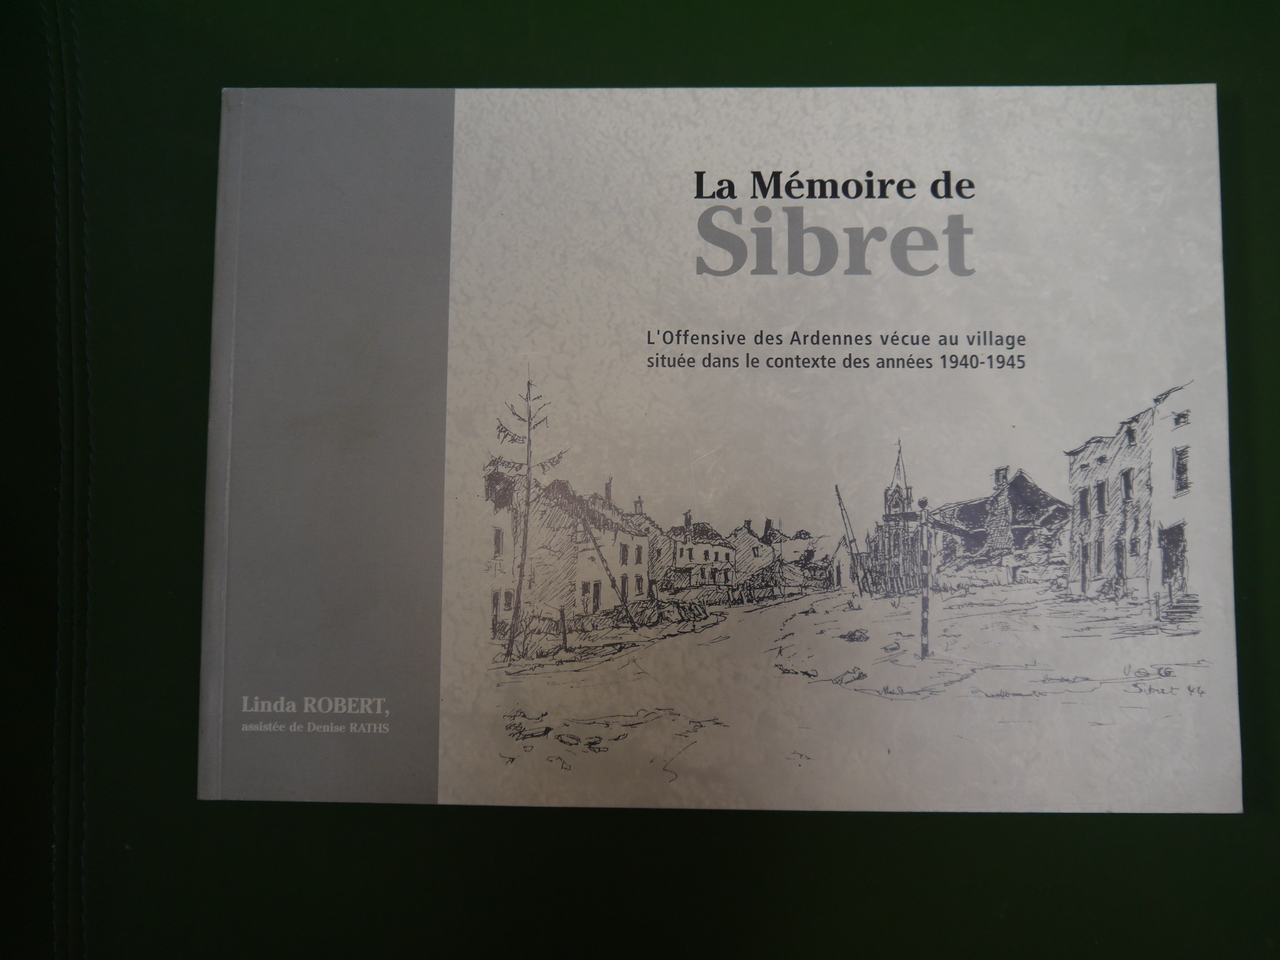 La Mémoire de
Sibret
L'Offensive des Ardennes vécue au village
située dans le contexte des années 1940-1945
Sibret 44
Linda ROBERT,
assistée de Denise RATHS